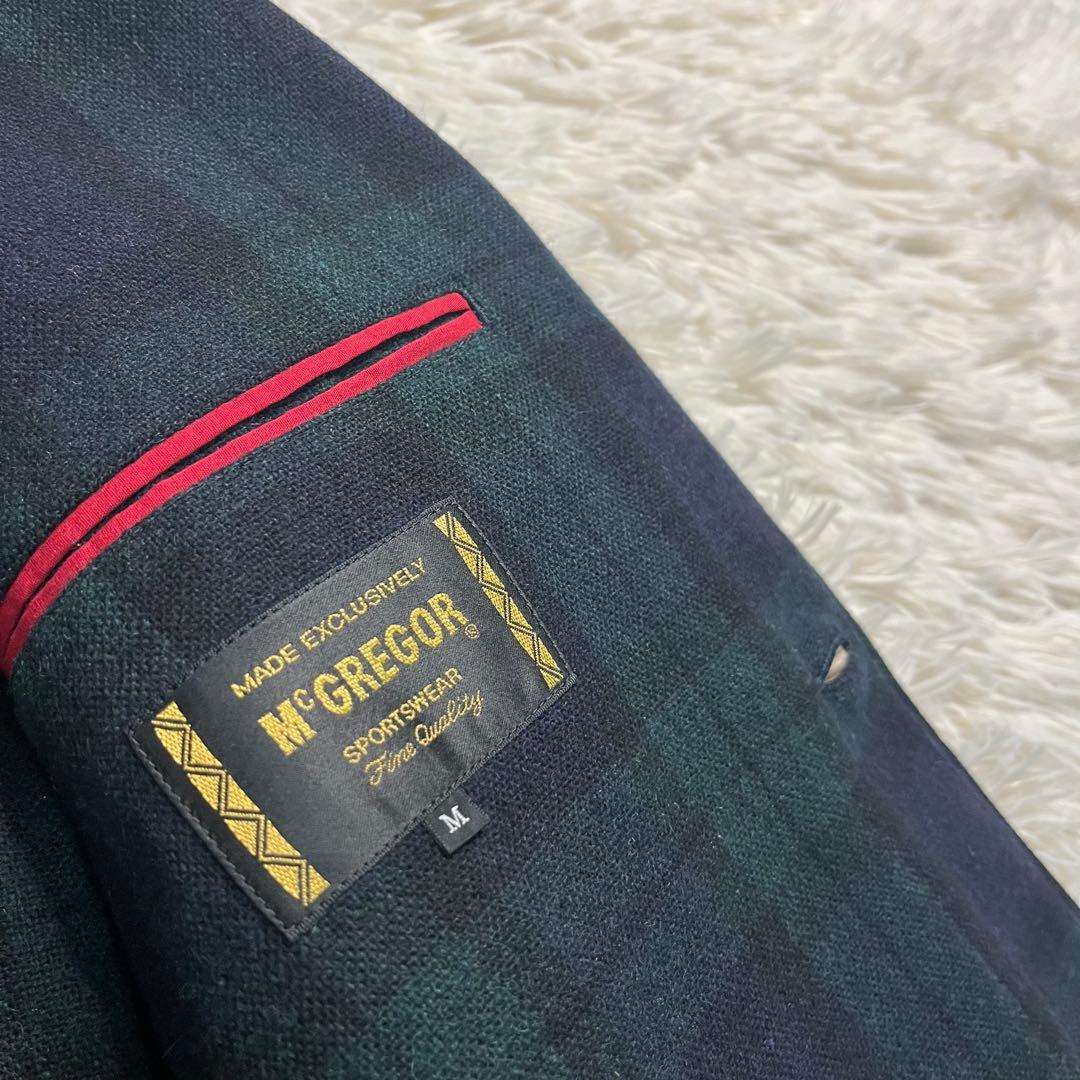 MADE EXCLUSIVELY
McGREGOR®
SPORTSWEAR
Fine Quality
M